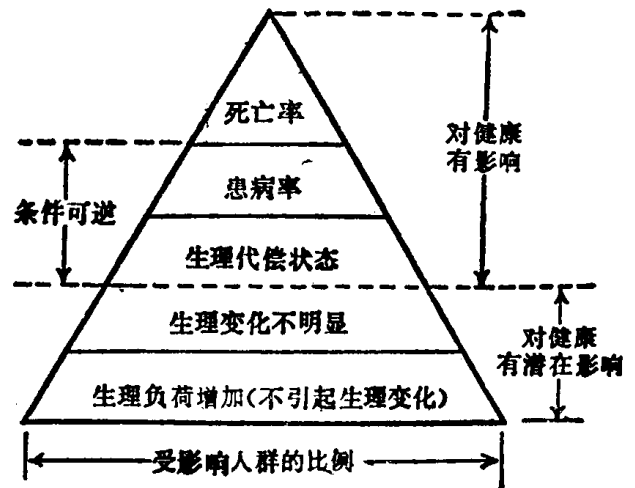 死亡率
对健康
有影响
患病率
条件可逆
生理代偿状态
生理变化不明显
对健康
有潜在影响
生理负荷增加(不引起生理变化)
受影响人群的比例